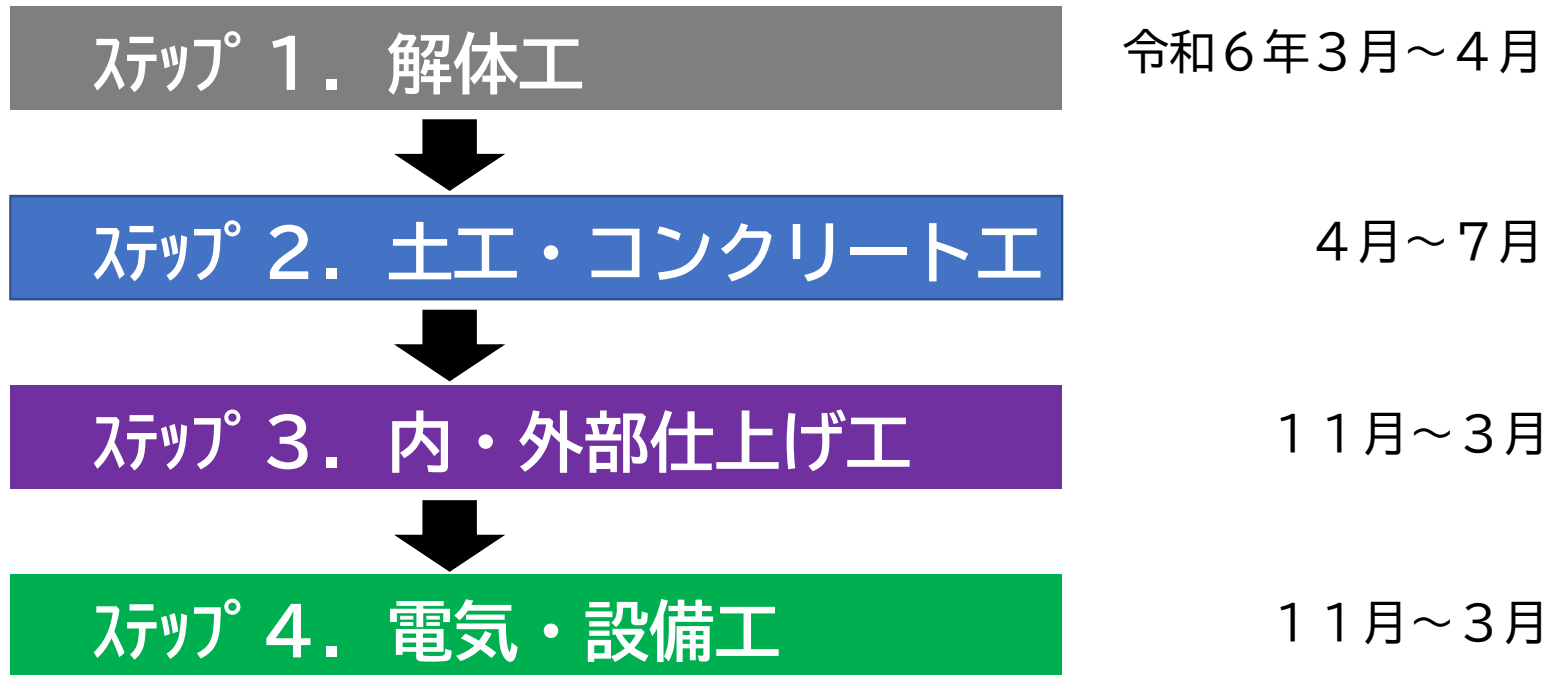 ｽﾃｯﾌﾟ １．解体工 令和６年３月～４月
ｽﾃｯﾌﾟ ２．土工・コンクリート工 ４月～７月
ｽﾃｯﾌﾟ ３．内・外部仕上げ工 １１月～３月
ｽﾃｯﾌﾟ ４．電気・設備工 １１月～３月